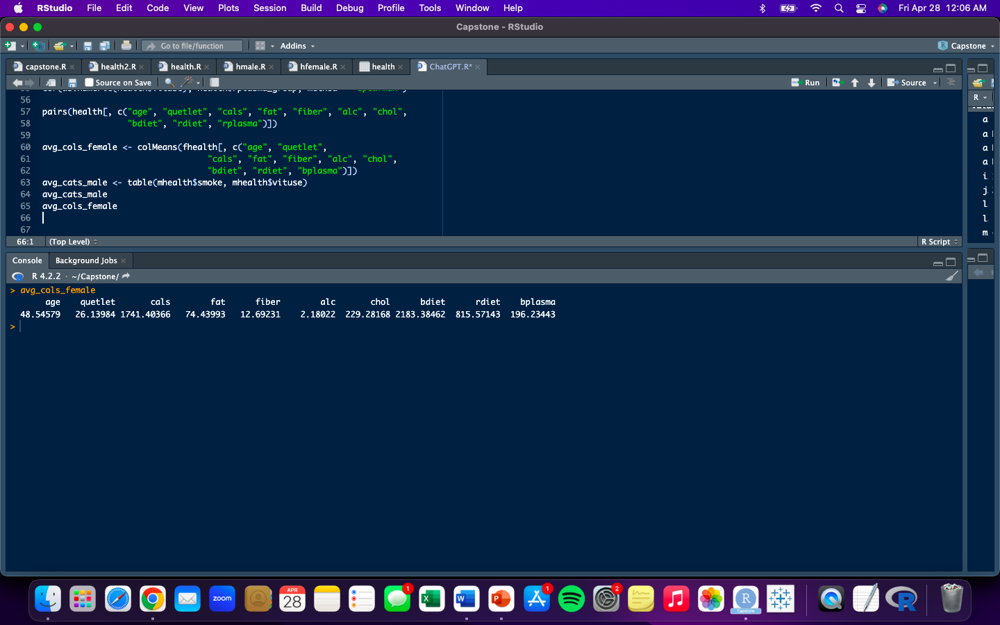 RStudio File Edit Code View Plots Session Build Debug Profile Tools Window Help Fri Apr 28 12:06 AM
Capstone - RStudio
Go to file/function Addins Capstone
capstone.R health2.R health.R hmale.R hfemale.R health ChatGPT.R*
Source on Save Run Source
R
56
57 pairs(health[, c("age", "quetlet", "cals", "fat", "fiber", "alc", "chol",
58 "bdiet", "rdiet", "rplasma")])
59
60 avg_cols_female <- colMeans(fhealth[, c("age", "quetlet",
61 "cals", "fat", "fiber", "alc", "chol",
62 "bdiet", "rdiet", "bplasma")])
63 avg_cats_male <- table(mhealth$smoke, mhealth$vituse)
64 avg_cats_male
65 avg_cols_female
66
67
a
a
a
a
i
j
l
l
m
66:1 (Top Level) R Script
Console Background Jobs
R 4.2.2 · ~/Capstone/
> avg_cols_female
age quetlet cals fat fiber alc chol bdiet rdiet bplasma
48.54579 26.13984 1741.40366 74.43993 12.69231 2.18022 229.28168 2183.38462 815.57143 196.23443
>
zoom
APR
28
1
X
W
P
1
2
R
Capstone
R